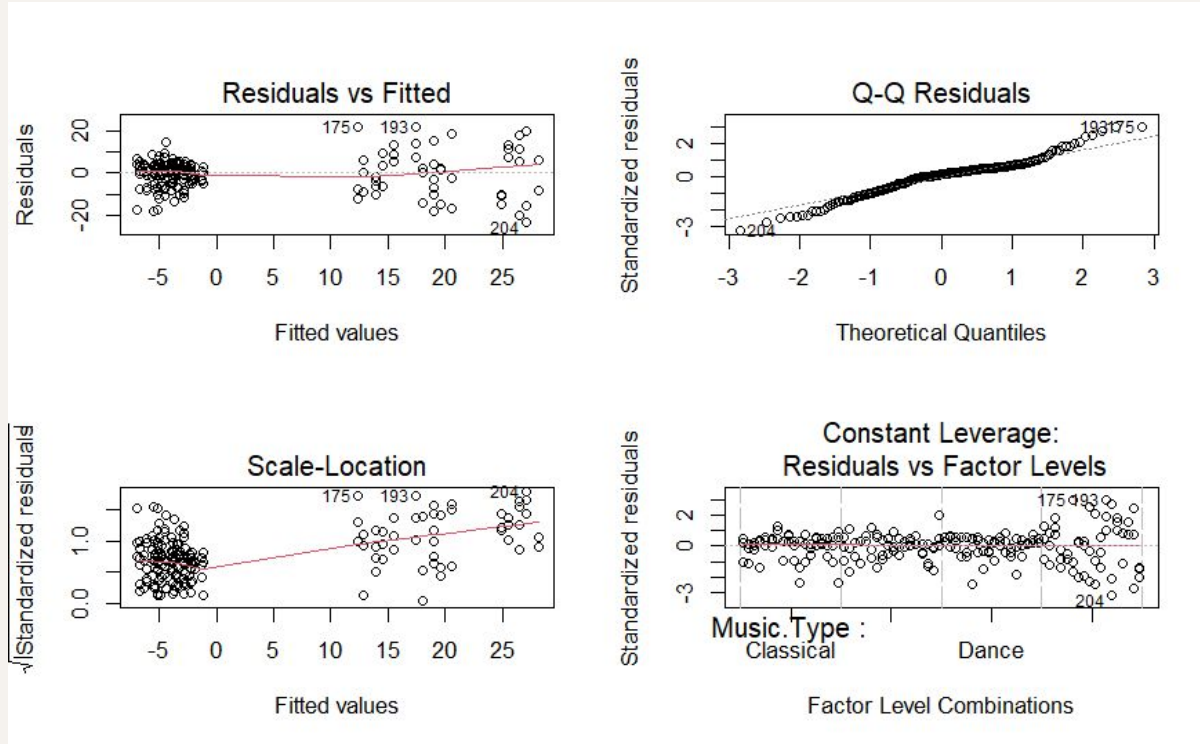 Residuals vs Fitted
Residuals
20
0
-20
175
193
204
-5 0 5 10 15 20 25
Fitted values
Q-Q Residuals
Standardized residuals
2
0
-3
193
175
204
-3 -2 -1 0 1 2 3
Theoretical Quantiles
Scale-Location
√|Standardized residuals|
1.0
0.0
175
193
204
-5 0 5 10 15 20 25
Fitted values
Constant Leverage:
Residuals vs Factor Levels
Standardized residuals
2
0
-3
175
193
204
Music.Type :
Classical Dance
Factor Level Combinations